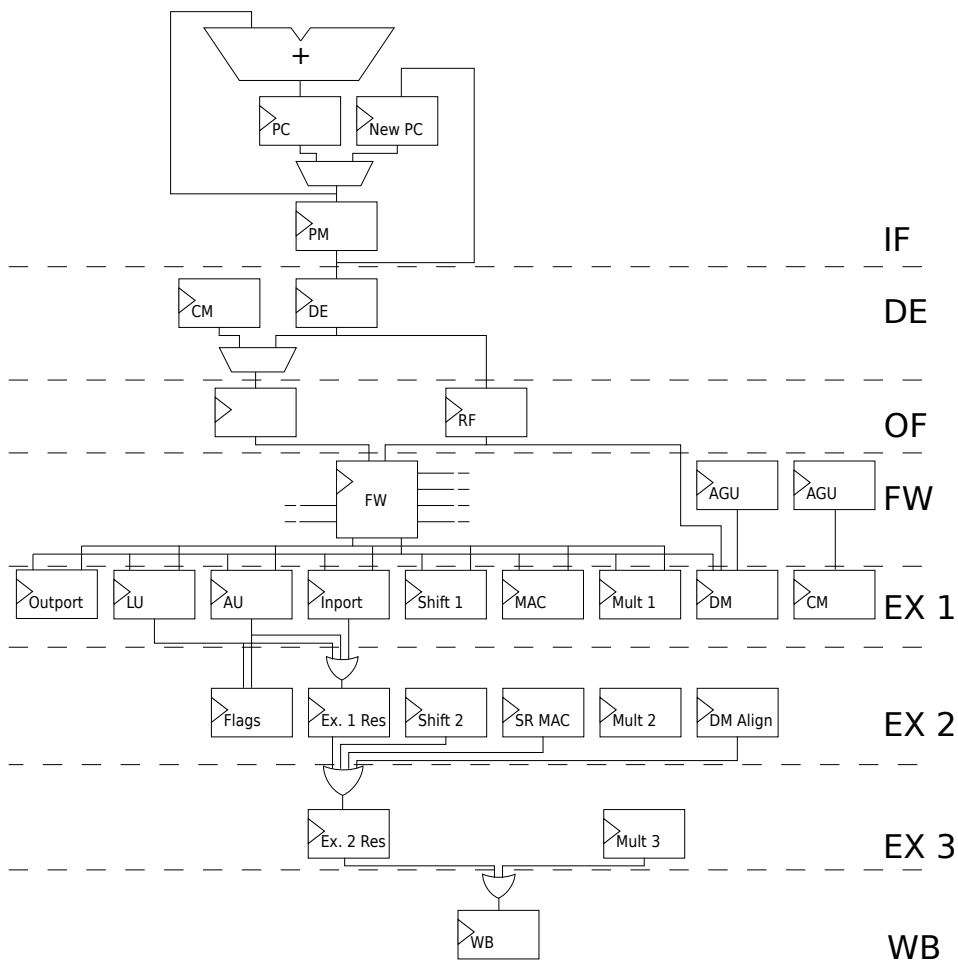 +
PC
New PC
PM
IF
CM
DE
DE
RF
OF
FW
AGU
AGU
FW
Outport
LU
AU
Inport
Shift 1
MAC
Mult 1
DM
CM
EX 1
Flags
Ex. 1 Res
Shift 2
SR MAC
Mult 2
DM Align
EX 2
Ex. 2 Res
Mult 3
EX 3
WB
WB